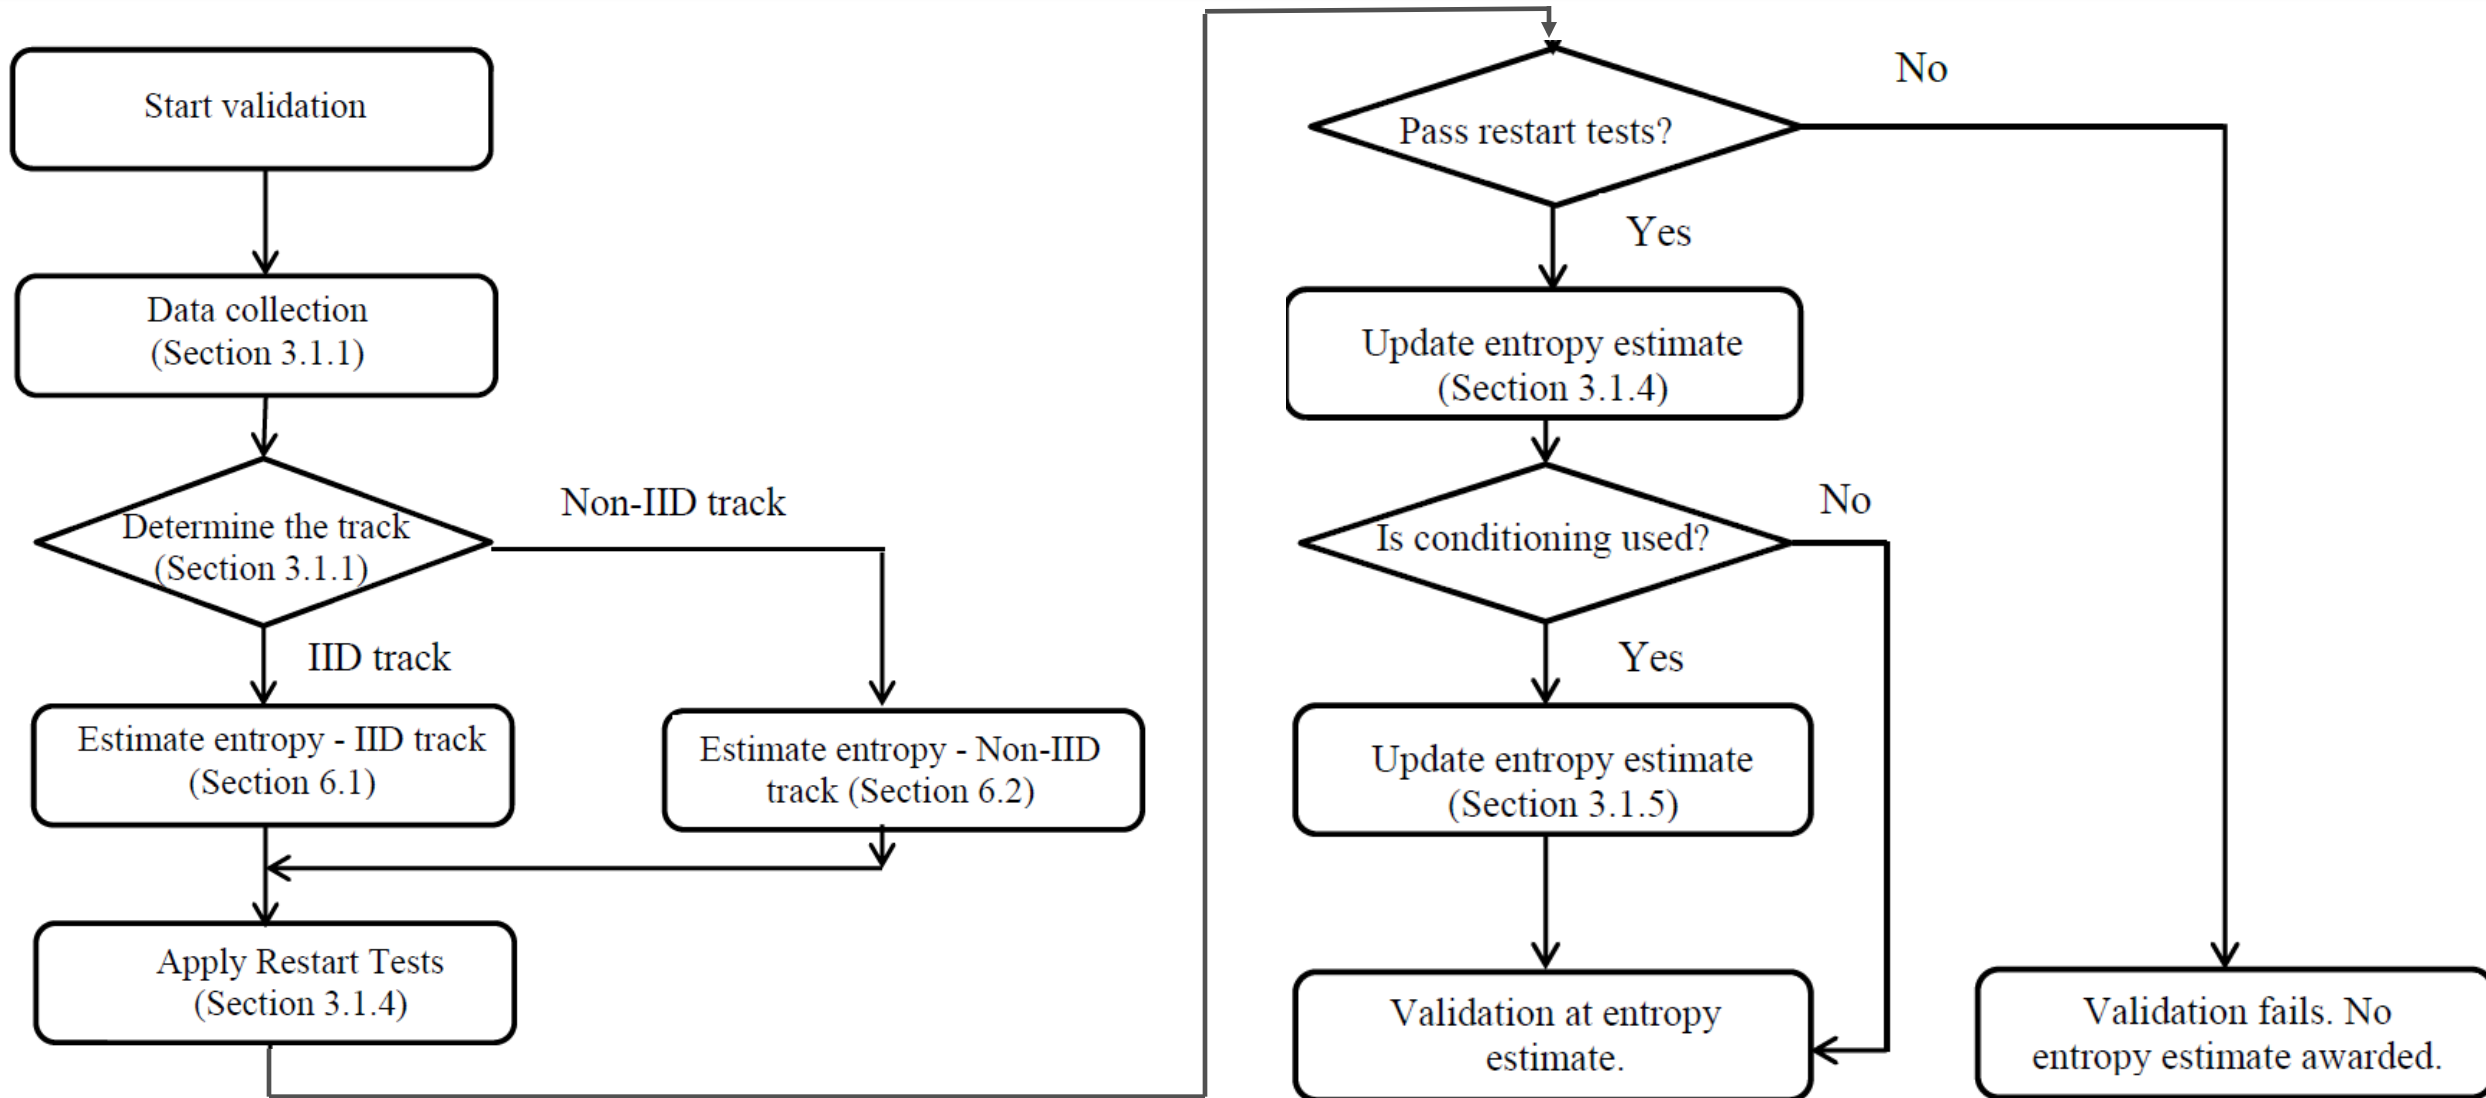 Start validation
Data collection
(Section 3.1.1)
Determine the track
(Section 3.1.1)
Non-IID track
IID track
Estimate entropy - IID track
(Section 6.1)
Estimate entropy - Non-IID
track (Section 6.2)
Apply Restart Tests
(Section 3.1.4)
Pass restart tests?
No
Yes
Update entropy estimate
(Section 3.1.4)
Is conditioning used?
No
Yes
Update entropy estimate
(Section 3.1.5)
Validation at entropy
estimate.
Validation fails. No
entropy estimate awarded.